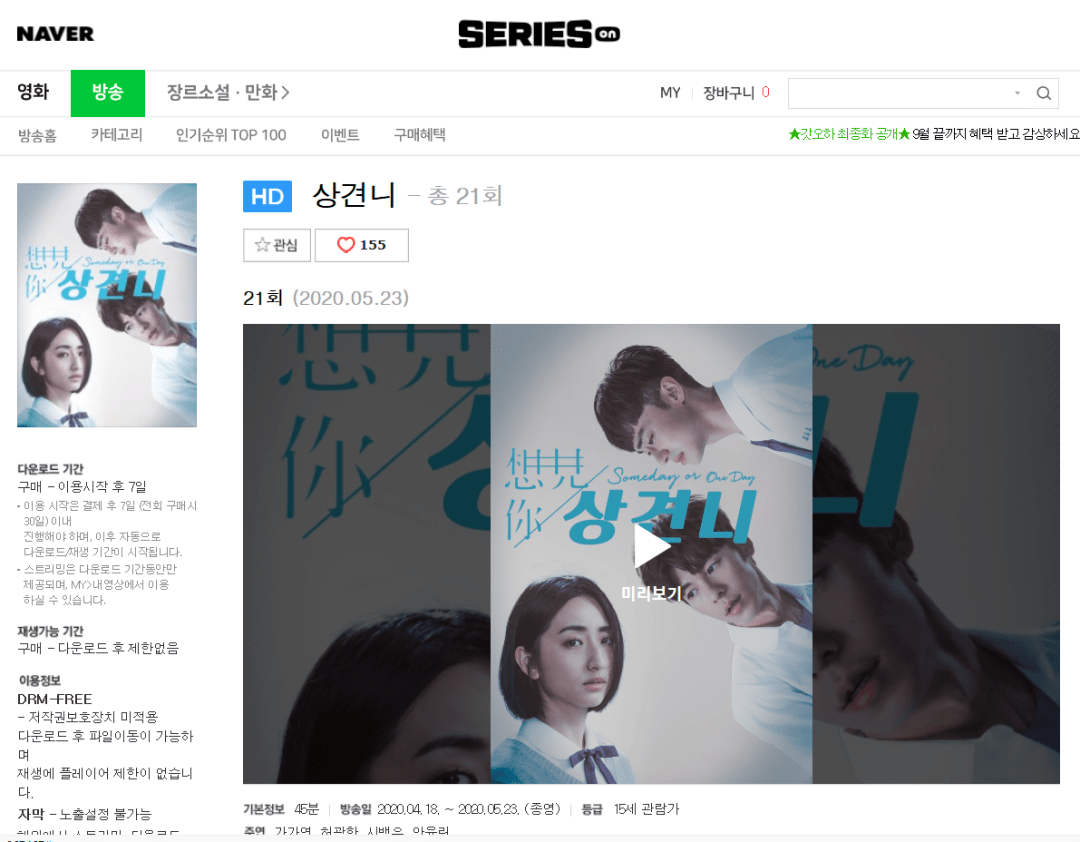 NAVER
SERIES on
영화 방송 장르소설 · 만화 >
MY 장바구니 0
방송홈 카테고리 인기순위 TOP 100 이벤트 구매혜택
★갓오하 최종화 공개★ 9월 끝까지 혜택 받고 감상하세요
想見你
Someday or One Day
상견니
HD 상견니 - 총 21회
☆ 관심 155
21회 (2020.05.23)
想見你
One Day
想見你
Someday or One Day
상견니
미리보기
다운로드 기간
구매 - 이용시작 후 7일
- 이용 시작은 결제 후 7일 (전회 구매시
30일) 이내
진행해야 하며, 이후 자동으로
다운로드/재생 기간이 시작됩니다.
- 스트리밍은 다운로드 기간동안만
제공되며, MY>내영상에서 이용
하실 수 있습니다.
재생가능 기간
구매 - 다운로드 후 제한없음
이용정보
DRM-FREE
- 저작권보호장치 미적용
다운로드 후 파일이동이 가능하
며
재생에 플레이어 제한이 없습니
다.
자막 - 노출설정 불가능
기본정보 45분 방송일 2020.04.18. ~ 2020.05.23. (종영) 등급 15세 관람가
주연 가가연, 허광한, 시백우, 안육린